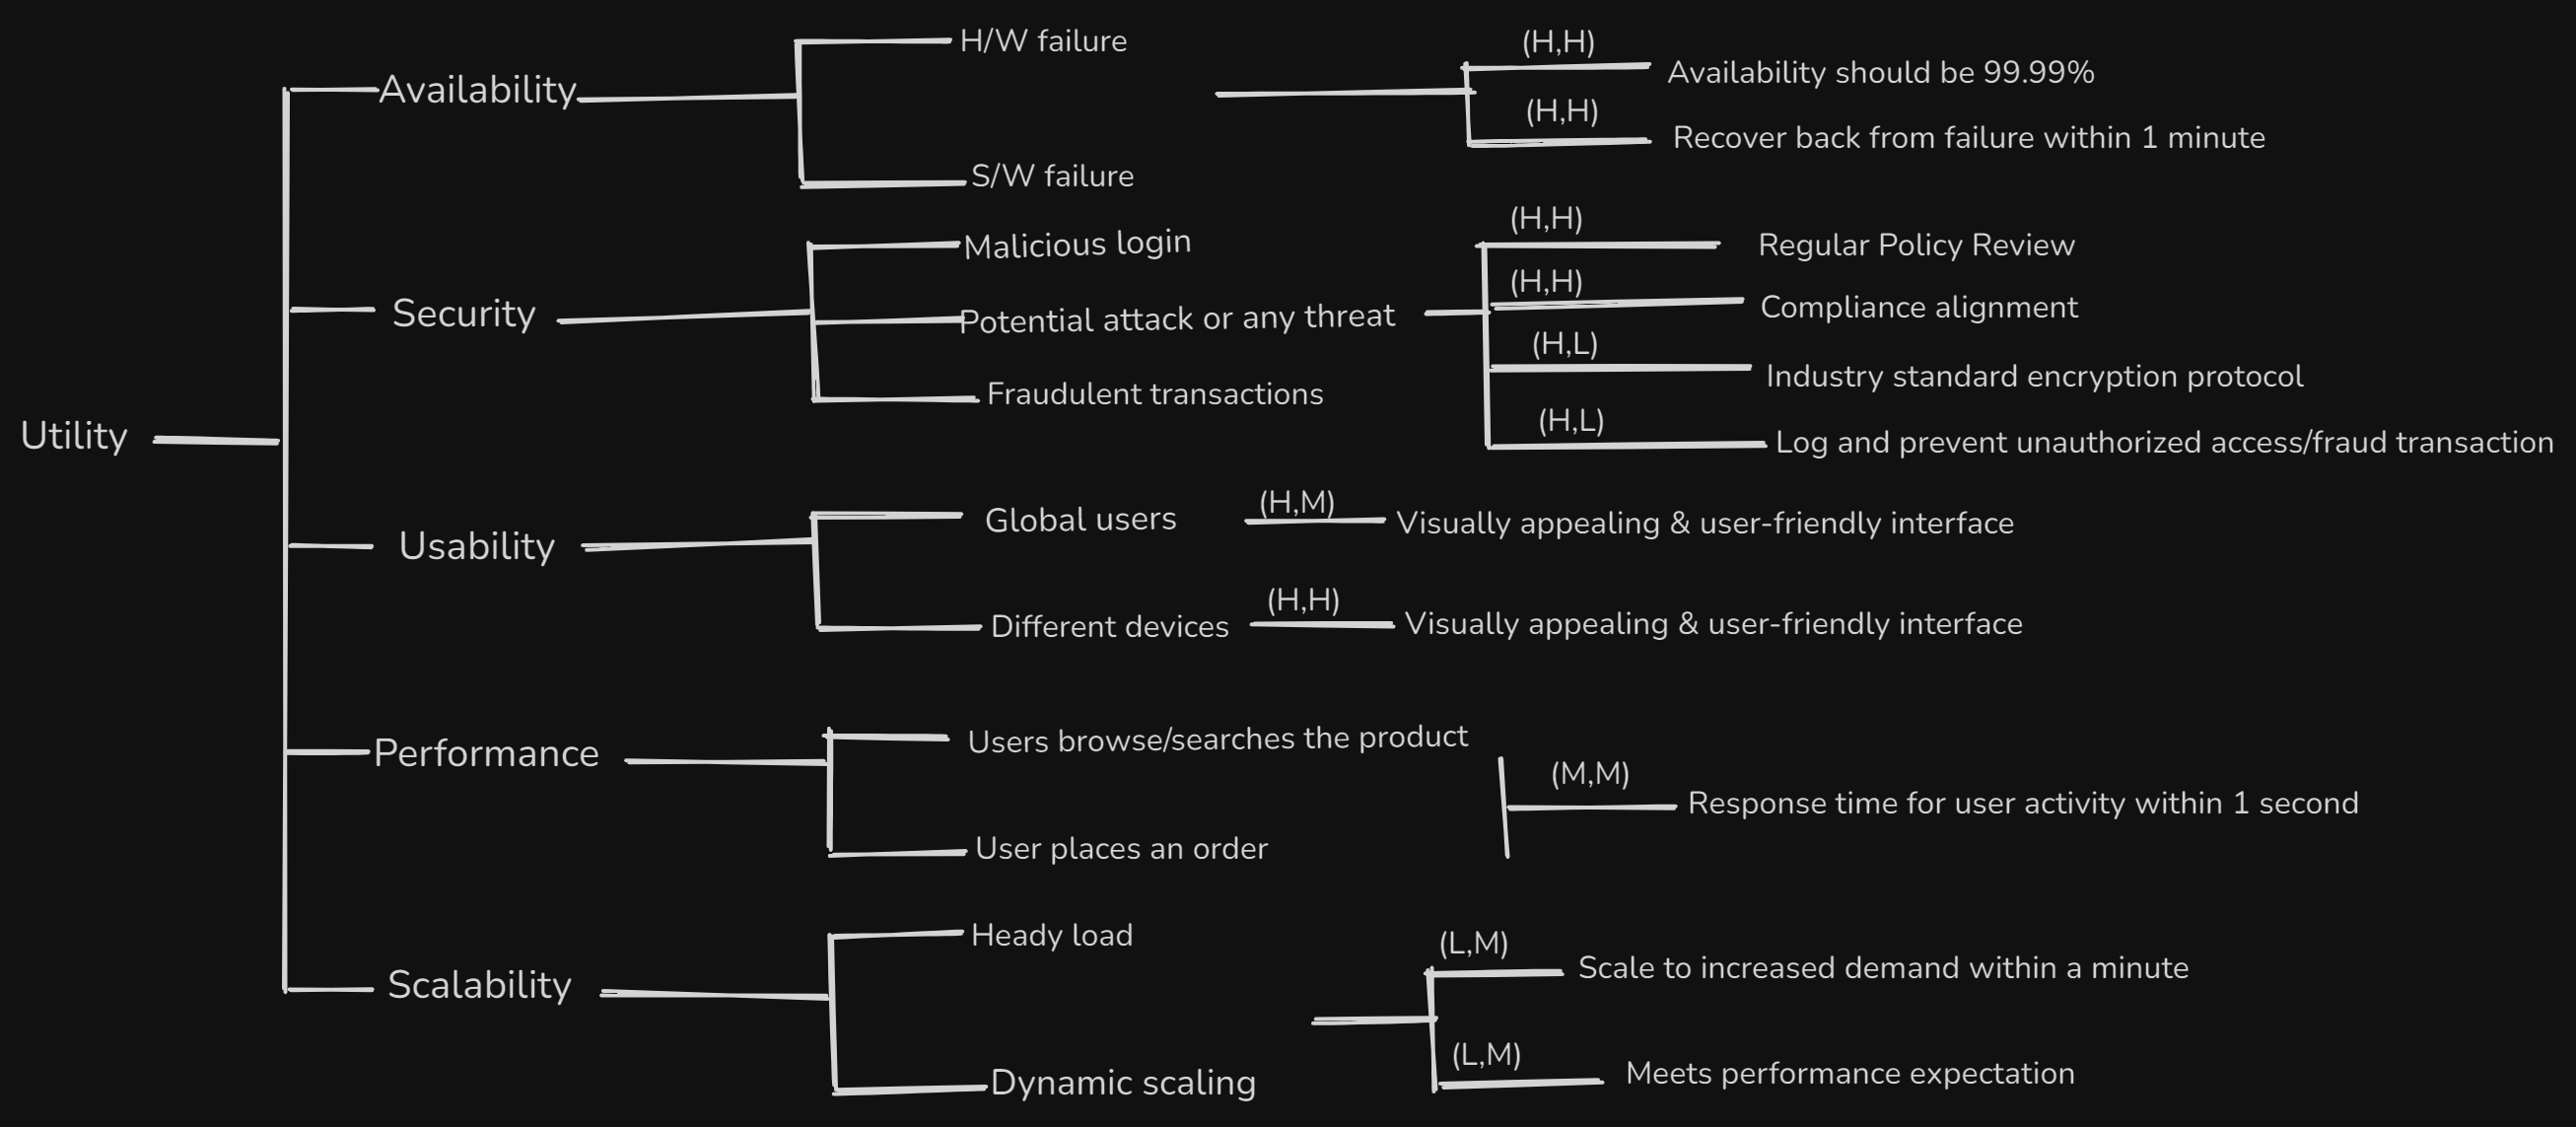 Utility
Availability
H/W failure
S/W failure
(H,H)
Availability should be 99.99%
(H,H)
Recover back from failure within 1 minute
Security
Malicious login
Potential attack or any threat
Fraudulent transactions
(H,H)
Regular Policy Review
(H,H)
Compliance alignment
(H,L)
Industry standard encryption protocol
(H,L)
Log and prevent unauthorized access/fraud transaction
Usability
Global users
(H,M)
Visually appealing & user-friendly interface
Different devices
(H,H)
Visually appealing & user-friendly interface
Performance
Users browse/searches the product
User places an order
(M,M)
Response time for user activity within 1 second
Scalability
Heady load
Dynamic scaling
(L,M)
Scale to increased demand within a minute
(L,M)
Meets performance expectation